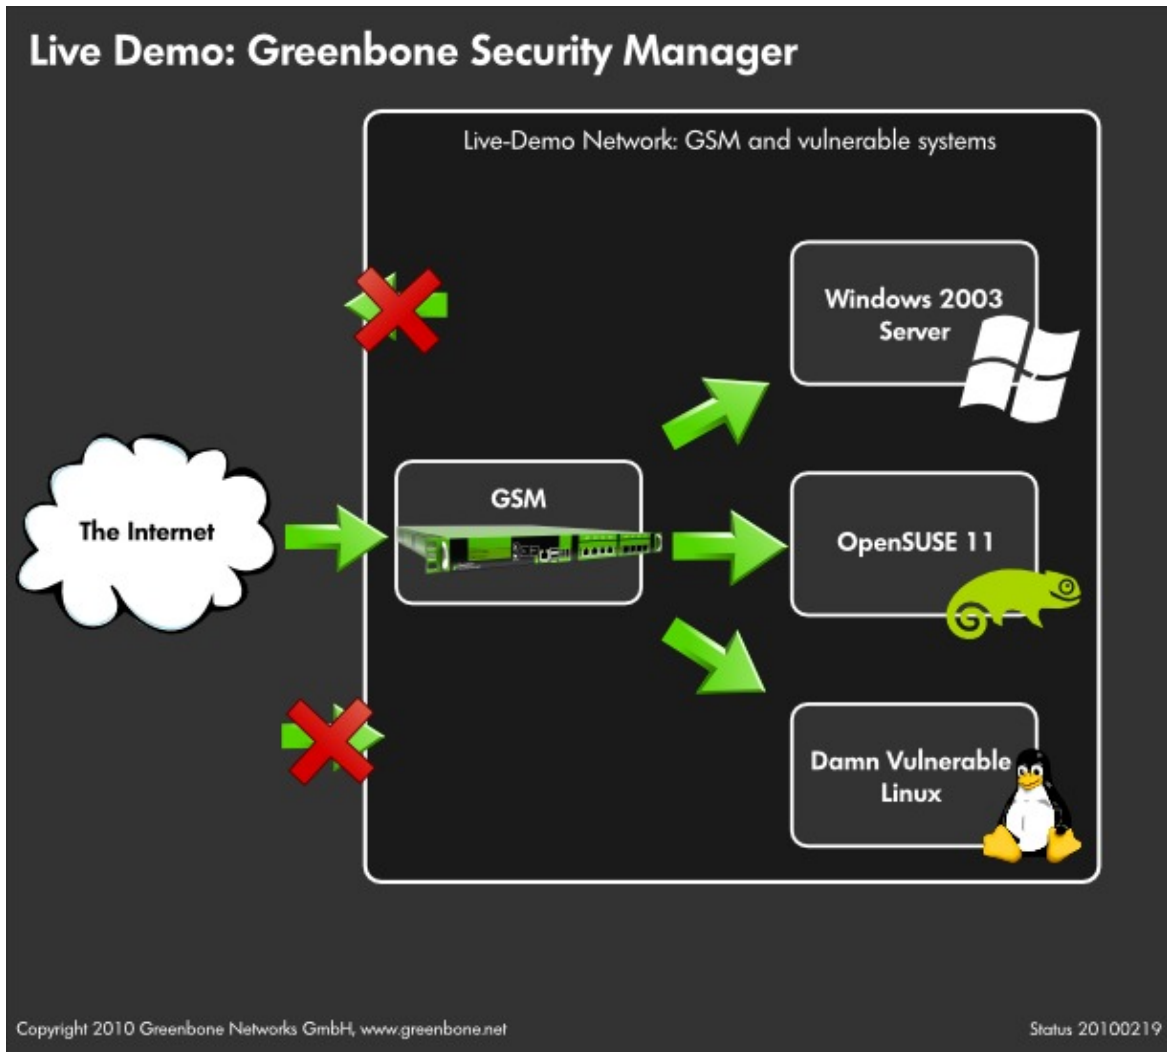 Live Demo: Greenbone Security Manager
Live-Demo Network: GSM and vulnerable systems
Windows 2003
Server
The Internet
GSM
OpenSUSE 11
Damn Vulnerable
Linux
Copyright 2010 Greenbone Networks GmbH, www.greenbone.net
Status 20100219